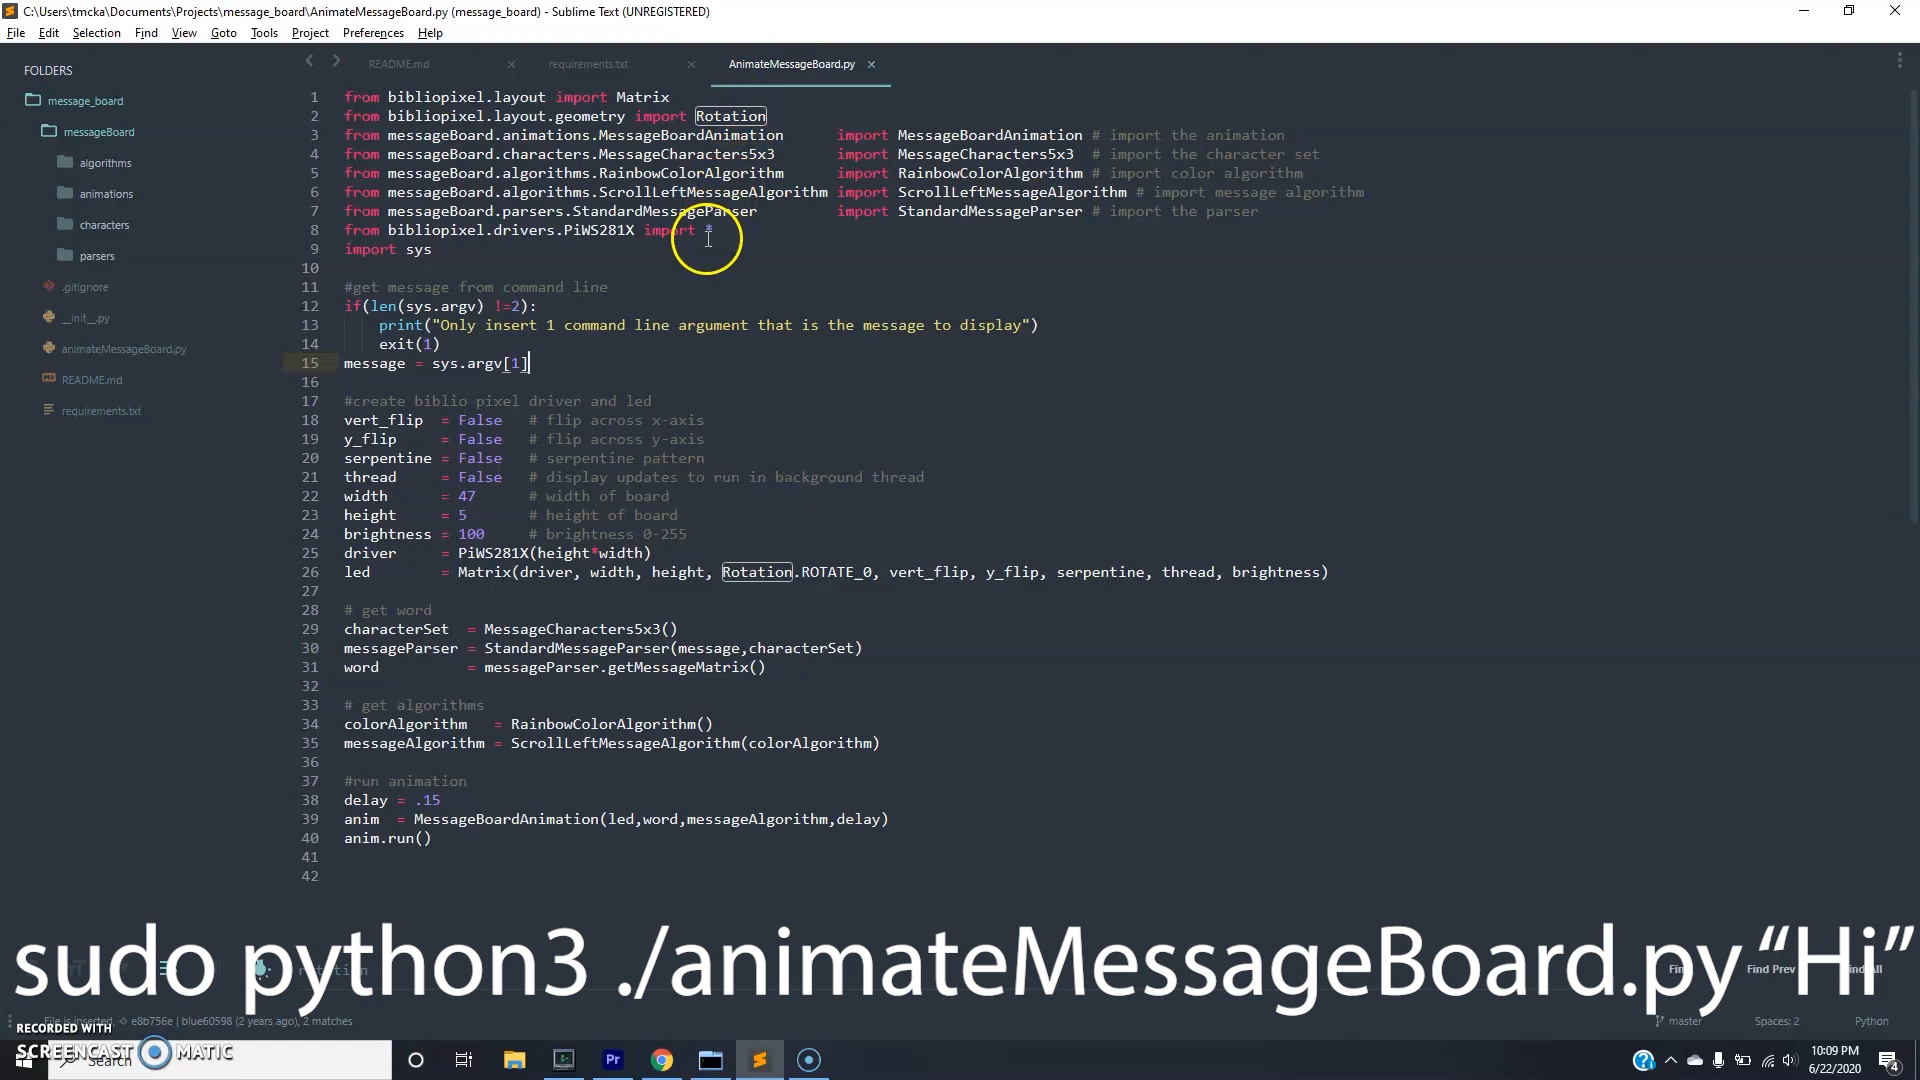 C:\Users\tmcka\Documents\Projects\message_board\AnimateMessageBoard.py (message_board) - Sublime Text (UNREGISTERED)
File Edit Selection Find View Goto Tools Project Preferences Help
FOLDERS
message_board
messageBoard
algorithms
animations
characters
parsers
.gitignore
__init__.py
animateMessageBoard.py
README.md
requirements.txt
README.md requirements.txt AnimateMessageBoard.py
1 from bibliopixel.layout import Matrix
2 from bibliopixel.layout.geometry import Rotation
3 from messageBoard.animations.MessageBoardAnimation import MessageBoardAnimation # import the animation
4 from messageBoard.characters.MessageCharacters5x3 import MessageCharacters5x3 # import the character set
5 from messageBoard.algorithms.RainbowColorAlgorithm import RainbowColorAlgorithm # import color algorithm
6 from messageBoard.algorithms.ScrollLeftMessageAlgorithm import ScrollLeftMessageAlgorithm # import message algorithm
7 from messageBoard.parsers.StandardMessageParser import StandardMessageParser # import the parser
8 from bibliopixel.drivers.PiWS281X import *
9 import sys
10
11 #get message from command line
12 if(len(sys.argv) !=2):
13 print("Only insert 1 command line argument that is the message to display")
14 exit(1)
15 message = sys.argv[1]
16
17 #create biblio pixel driver and led
18 vert_flip = False # flip across x-axis
19 y_flip = False # flip across y-axis
20 serpentine = False # serpentine pattern
21 thread = False # display updates to run in background thread
22 width = 47 # width of board
23 height = 5 # height of board
24 brightness = 100 # brightness 0-255
25 driver = PiWS281X(height*width)
26 led = Matrix(driver, width, height, Rotation.ROTATE_0, vert_flip, y_flip, serpentine, thread, brightness)
27
28 # get word
29 characterSet = MessageCharacters5x3()
30 messageParser = StandardMessageParser(message,characterSet)
31 word = messageParser.getMessageMatrix()
32
33 # get algorithms
34 colorAlgorithm = RainbowColorAlgorithm()
35 messageAlgorithm = ScrollLeftMessageAlgorithm(colorAlgorithm)
36
37 #run animation
38 delay = .15
39 anim = MessageBoardAnimation(led,word,messageAlgorithm,delay)
40 anim.run()
41
42
sudo python3 ./animateMessageBoard.py “Hi”
rotation Find Prev
File is inserted, e8b756e | blue60598 (2 years ago), 2 matches master Spaces: 2 Python
RECORDED WITH
SCREENCAST MATIC
Search
10:09 PM
6/22/2020
4